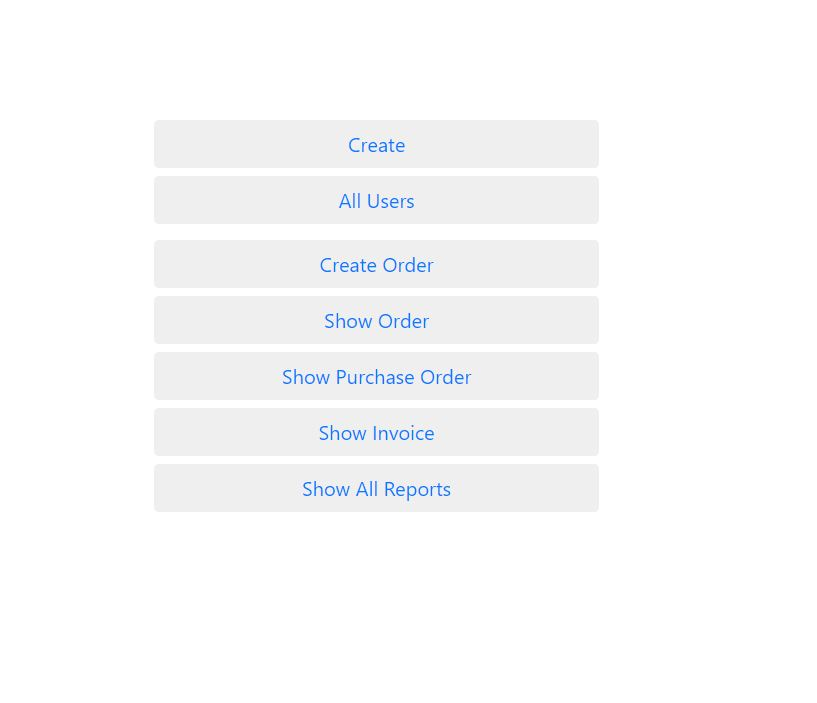 Create
All Users
Create Order
Show Order
Show Purchase Order
Show Invoice
Show All Reports